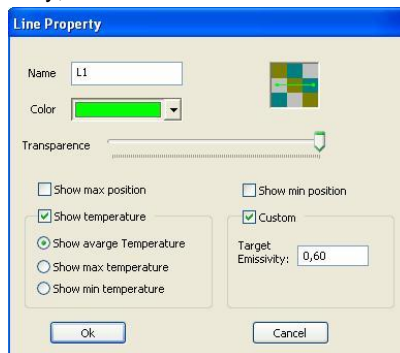 Line Property
Name L1
Color
Transparence
Show max position Show min position
Show temperature Custom
Show avarge Temperature
Target
Emissivity: 0,60
Show max temperature
Show min temperature
Ok Cancel